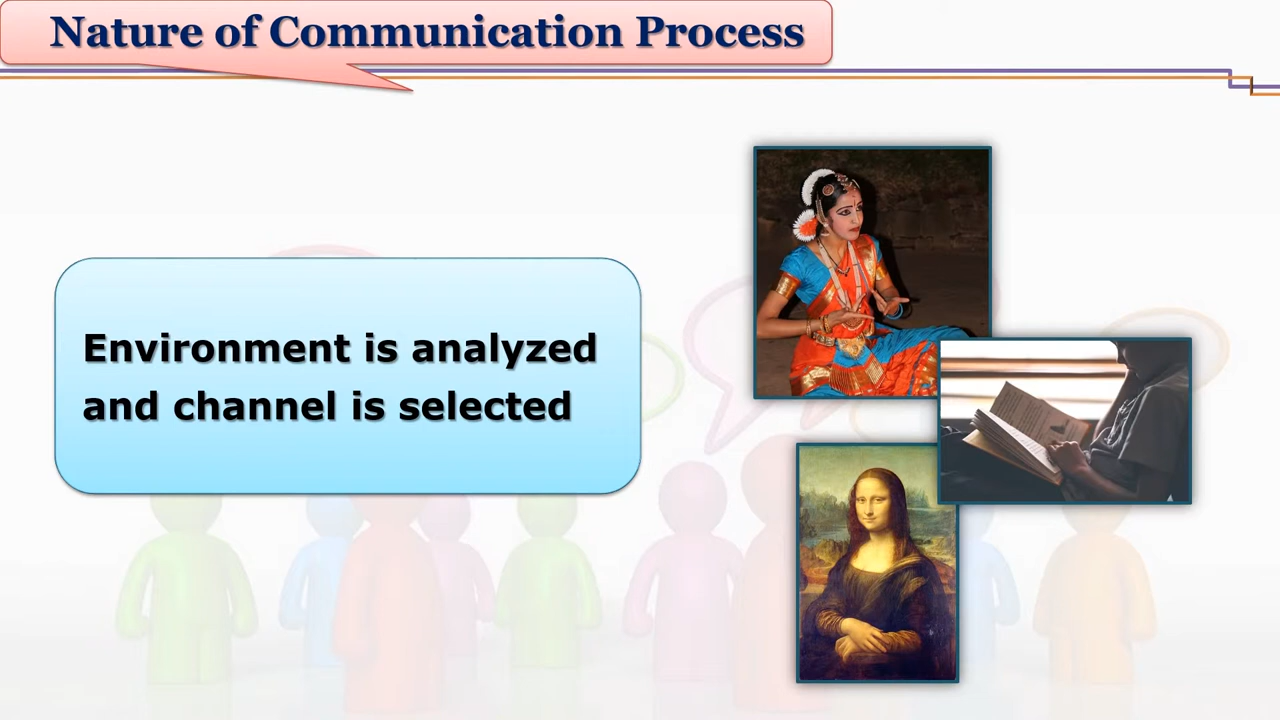 Nature of Communication Process
Environment is analyzed
and channel is selected